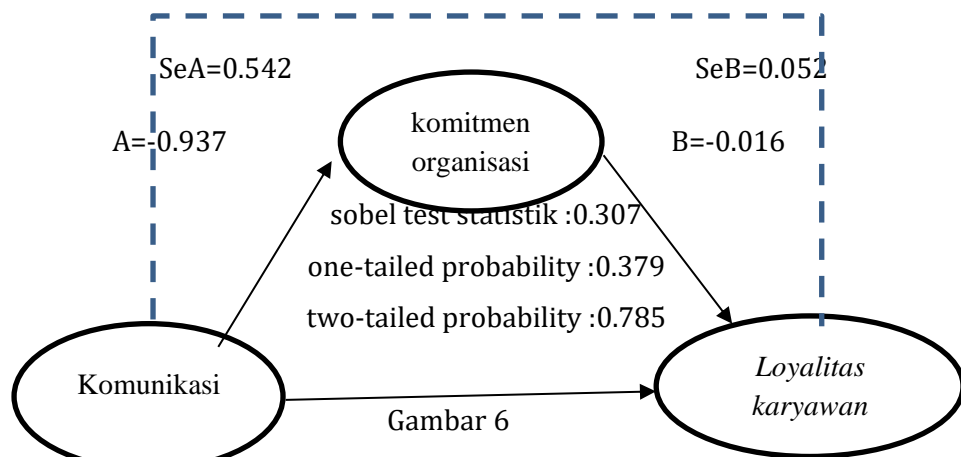 SeA=0.542
SeB=0.052
komitmen
organisasi
A=-0.937
B=-0.016
sobel test statistik :0.307
one-tailed probability :0.379
two-tailed probability :0.785
Komunikasi
Loyalitas
karyawan
Gambar 6